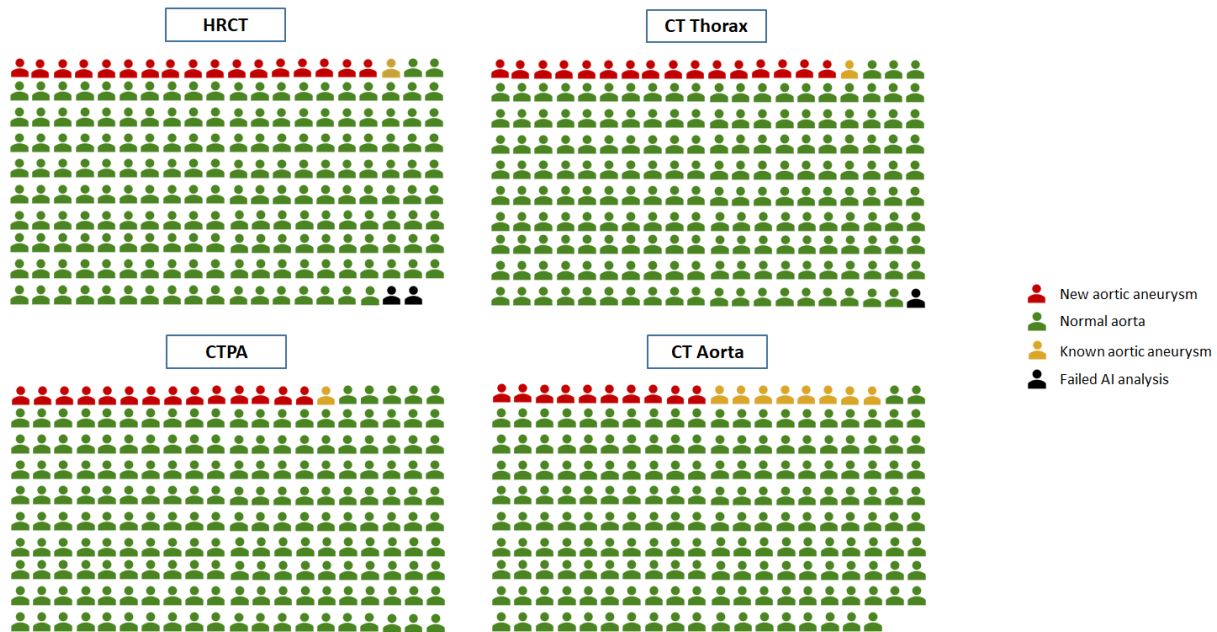 HRCT
CT Thorax
CTPA
CT Aorta
New aortic aneurysm
Normal aorta
Known aortic aneurysm
Failed AI analysis